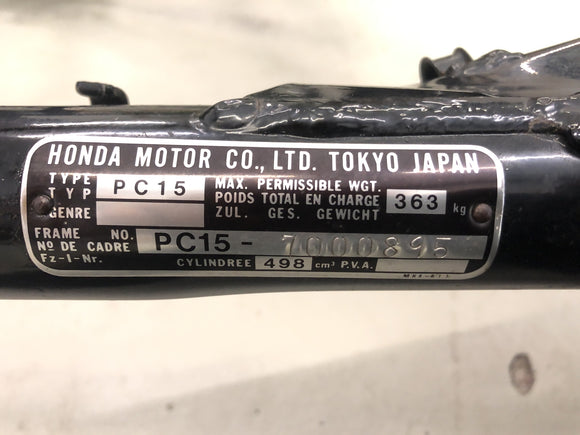 HONDA MOTOR CO., LTD. TOKYO JAPAN
TYPE
TYP
PC15
MAX. PERMISSIBLE WGT.
POIDS TOTAL EN CHARGE
ZUL. GES. GEWICHT
363 kg
GENRE
FRAME NO.
Nº DE CADRE
Fz-I-Nr.
PC15-7000895
CYLINDREE 498 cm³ P.V.A.